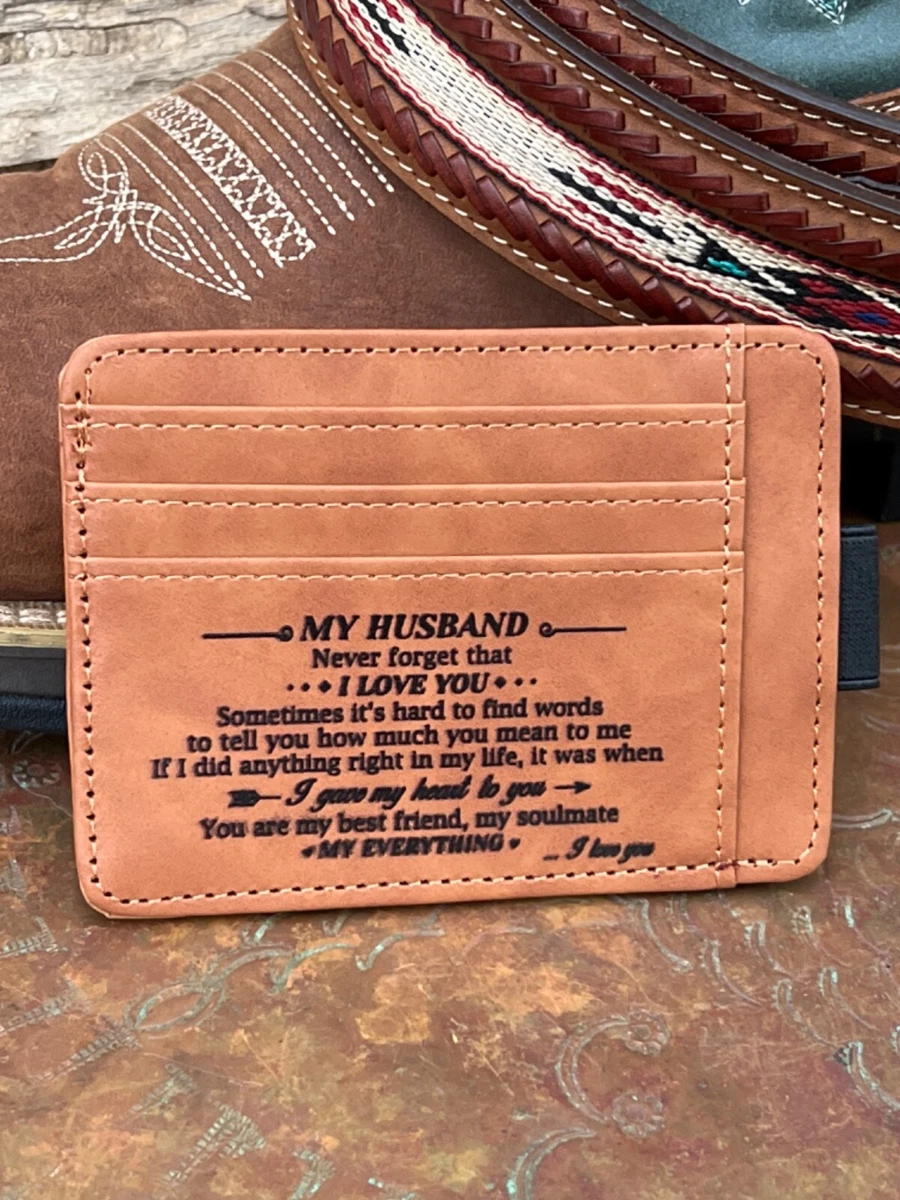 MY HUSBAND
Never forget that
I LOVE YOU
Sometimes it's hard to find words
to tell you how much you mean to me
If I did anything right in my life, it was when
I gave my heart to you
You are my best friend, my soulmate
MY EVERYTHING
... I love you